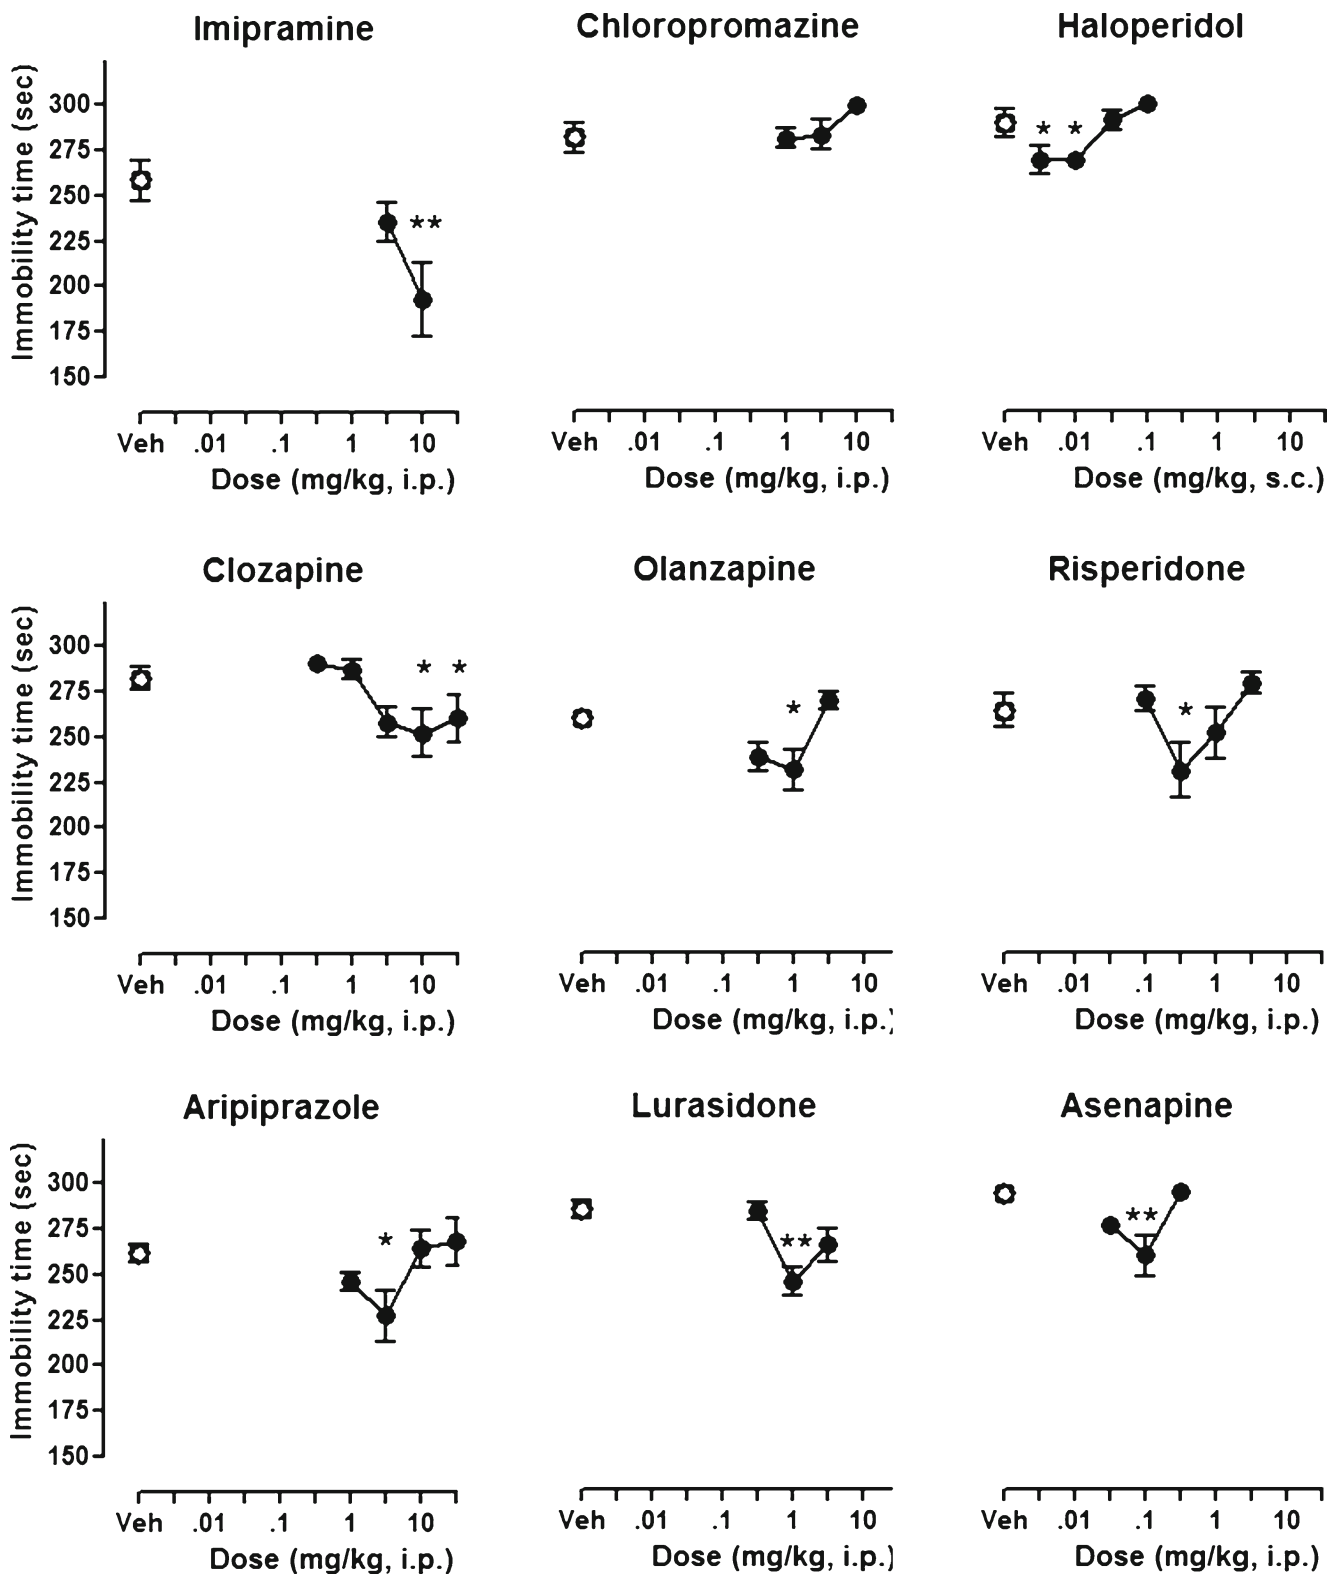 Imipramine
Chloropromazine
Haloperidol
Immobility time (sec)
300
275
250
225
200
175
150
**
* *
Veh .01 .1 1 10
Dose (mg/kg, i.p.)
Veh .01 .1 1 10
Dose (mg/kg, i.p.)
Veh .01 .1 1 10
Dose (mg/kg, s.c.)
Clozapine
Olanzapine
Risperidone
Immobility time (sec)
300
275
250
225
200
175
150
* *
*
*
Veh .01 .1 1 10
Dose (mg/kg, i.p.)
Veh .01 .1 1 10
Dose (mg/kg, i.p.)
Veh .01 .1 1 10
Dose (mg/kg, i.p.)
Aripiprazole
Lurasidone
Asenapine
Immobility time (sec)
300
275
250
225
200
175
150
*
**
**
Veh .01 .1 1 10
Dose (mg/kg, i.p.)
Veh .01 .1 1 10
Dose (mg/kg, i.p.)
Veh .01 .1 1 10
Dose (mg/kg, i.p.)